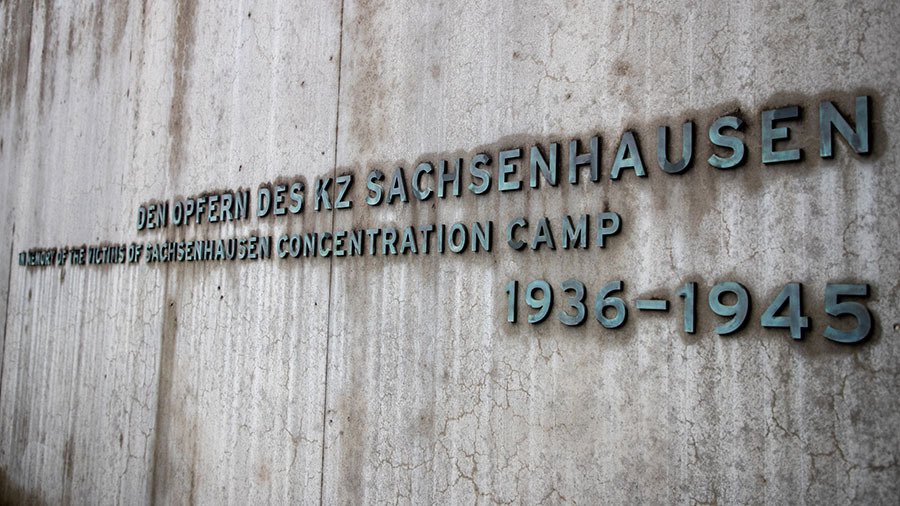 DEN OPFERN DES KZ SACHSENHAUSEN
IN MEMORY OF THE VICTIMS OF SACHSENHAUSEN CONCENTRATION CAMP
1936–1945